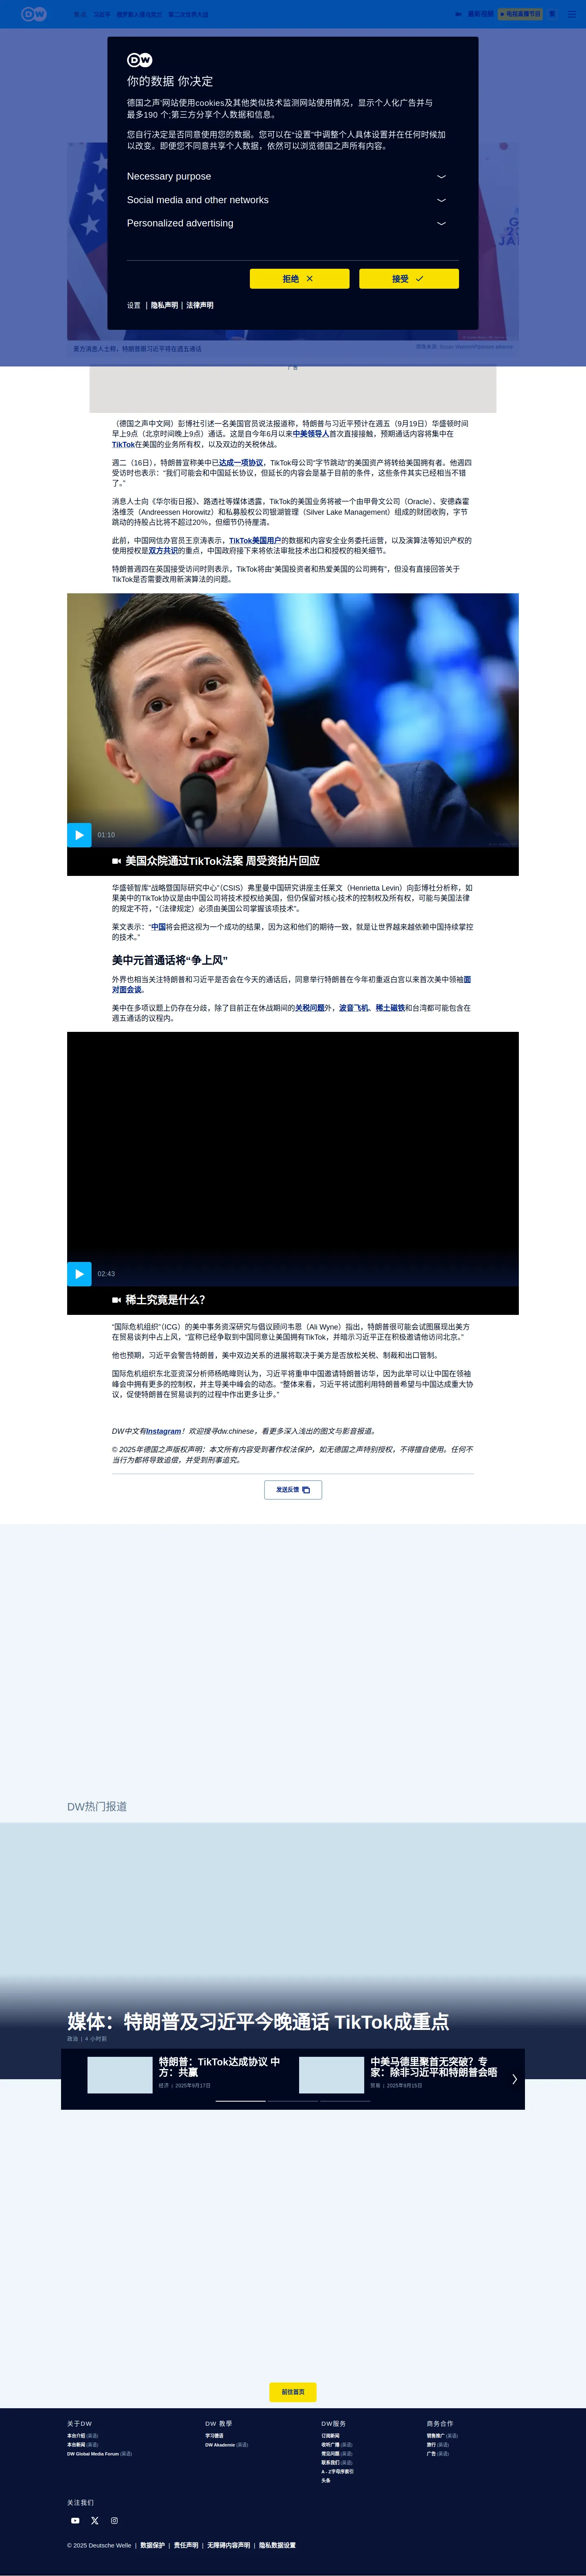 DW
焦点 习近平 俄罗斯入侵乌克兰 第二次世界大战
最新视频
电视直播节目
繁
DW
你的数据 你决定
德国之声'网站使用cookies及其他类似技术监测网站使用情况，显示个人化广告并与
最多190 个;第三方分享个人数据和信息。
您自行决定是否同意使用您的数据。您可以在"设置"中调整个人具体设置并在任何时候加
以改变。即便您不同意共享个人数据，依然可以浏览德国之声所有内容。
Necessary purpose
Social media and other networks
Personalized advertising
拒绝
接受
设置 | 隐私声明 | 法律声明
美方消息人士称，特朗普跟习近平将在週五通话
广告
（德国之声中文网）彭博社引述一名美国官员说法报道称，特朗普与习近平预计在週五（9月19日）华盛顿时间
早上9点（北京时间晚上9点）通话。这是自今年6月以来中美领导人首次直接接触，预期通话内容将集中在
TikTok在美国的业务所有权，以及双边的关税休战。
週二（16日），特朗普宣称美中已达成一项协议，TikTok母公司"字节跳动"的美国资产将转给美国拥有者。他週四
受访时也表示："我们可能会和中国延长协议，但延长的内容会是基于目前的条件，这些条件其实已经相当不错
了。"
消息人士向《华尔街日报》、路透社等媒体透露，TikTok的美国业务将被一个由甲骨文公司（Oracle）、安德森霍
洛维茨（Andreessen Horowitz）和私募股权公司银湖管理（Silver Lake Management）组成的财团收购，字节
跳动的持股占比将不超过20％，但细节仍待厘清。
此前，中国网信办官员王京涛表示，TikTok美国用户的数据和内容安全业务委托运营，以及演算法等知识产权的
使用授权是双方共识的重点，中国政府接下来将依法审批技术出口和授权的相关细节。
特朗普週四在英国接受访问时则表示，TikTok将由"美国投资者和热爱美国的公司拥有"，但没有直接回答关于
TikTok是否需要改用新演算法的问题。
01:10
美国众院通过TikTok法案 周受资拍片回应
华盛顿智库"战略暨国际研究中心"（CSIS）弗里曼中国研究讲座主任莱文（Henrietta Levin）向彭博社分析称，如
果美中的TikTok协议是由中国公司将技术授权给美国，但仍保留对核心技术的控制权及所有权，可能与美国法律
的规定不符，"（法律规定）必须由美国公司掌握该项技术"。
莱文表示："中国将会把这视为一个成功的结果，因为这和他们的期待一致，就是让世界越来越依赖中国持续掌控
的技术。"
美中元首通话将"争上风"
外界也相当关注特朗普和习近平是否会在今天的通话后，同意举行特朗普在今年初重返白宫以来首次美中领袖面
对面会谈。
美中在多项议题上仍存在分歧，除了目前正在休战期间的关税问题外，波音飞机、稀土磁铁和台湾都可能包含在
週五通话的议程内。
02:43
稀土究竟是什么？
"国际危机组织"（ICG）的美中事务资深研究与倡议顾问韦恩（Ali Wyne）指出，特朗普很可能会试图展现出美方
在贸易谈判中占上风，"宣称已经争取到中国同意让美国拥有TikTok，并暗示习近平正在积极邀请他访问北京。"
他也预期，习近平会警告特朗普，美中双边关系的进展将取决于美方是否放松关税、制裁和出口管制。
国际危机组织东北亚资深分析师杨皓暐则认为，习近平将重申中国邀请特朗普访华，因为此举可以让中国在领袖
峰会中拥有更多的控制权，并主导美中峰会的动态。"整体来看，习近平将试图利用特朗普希望与中国达成重大协
议，促使特朗普在贸易谈判的过程中作出更多让步。"
DW中文有Instagram！欢迎搜寻dw.chinese，看更多深入浅出的图文与影音报道。
© 2025年德国之声版权声明：本文所有内容受到著作权法保护，如无德国之声特别授权，不得擅自使用。任何不
当行为都将导致追偿，并受到刑事追究。
发送反馈
DW热门报道
媒体：特朗普及习近平今晚通话 TikTok成重点
政治 | 4 小时前
特朗普：TikTok达成协议 中
方：共赢
经济 | 2025年9月17日
中美马德里聚首无突破？专
家：除非习近平和特朗普会晤
贸易 | 2025年9月15日
前往首页
关于DW
本台介绍 (英语)
本台新闻 (英语)
DW Global Media Forum (英语)
DW 教學
学习德语
DW Akademie (英语)
DW服务
订阅新闻
收听广播 (英语)
常见问题 (英语)
联系我们 (英语)
A - Z字母序索引
头条
商务合作
销售推广 (英语)
旅行 (英语)
广告 (英语)
关注我们
© 2025 Deutsche Welle | 数据保护 | 责任声明 | 无障碍内容声明 | 隐私数据设置